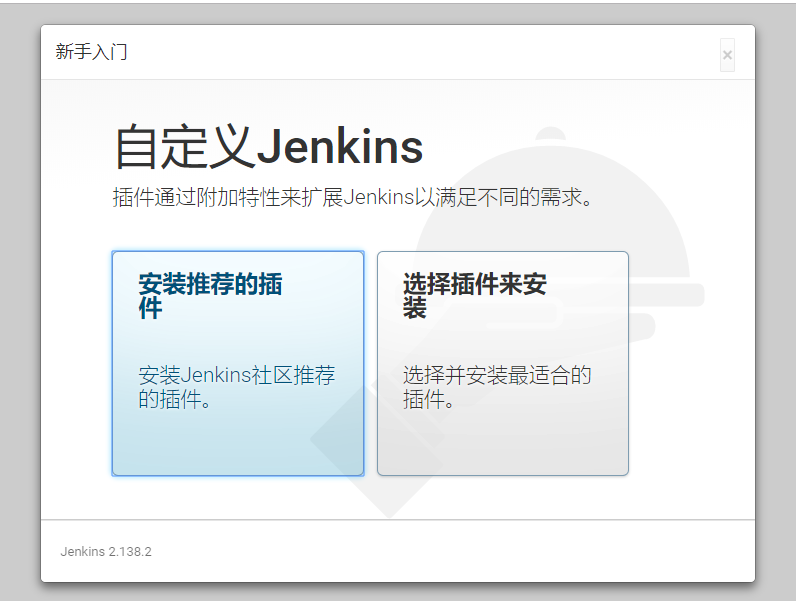 新手入门
×
自定义Jenkins
插件通过附加特性来扩展Jenkins以满足不同的需求。
安装推荐的插
件
安装Jenkins社区推荐
的插件。
选择插件来安
装
选择并安装最适合的
插件。
Jenkins 2.138.2